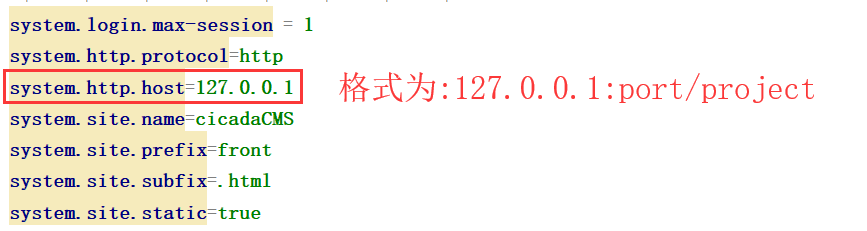 system.login.max-session = 1
system.http.protocol=http
system.http.host=127.0.0.1 格式为:127.0.0.1:port/project
system.site.name=cicadaCMS
system.site.prefix=front
system.site.subfix=.html
system.site.static=true